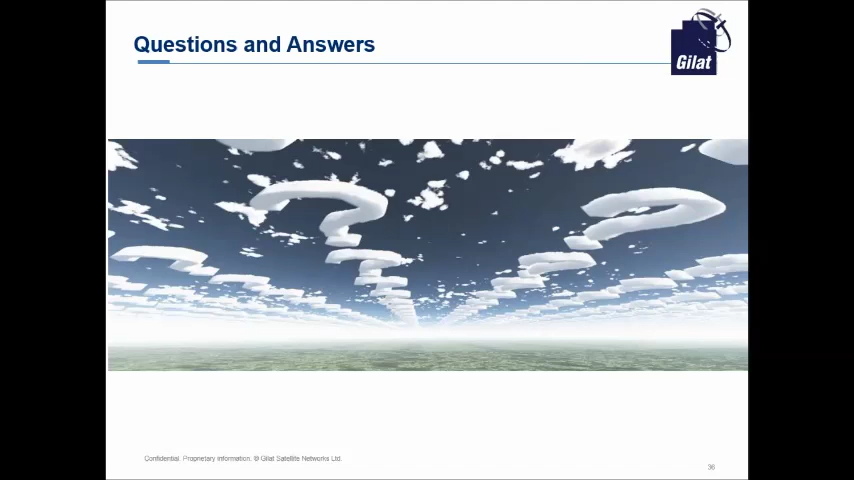 Questions and Answers
Gilat
Confidential. Proprietary information. © Gilat Satellite Networks Ltd.
36